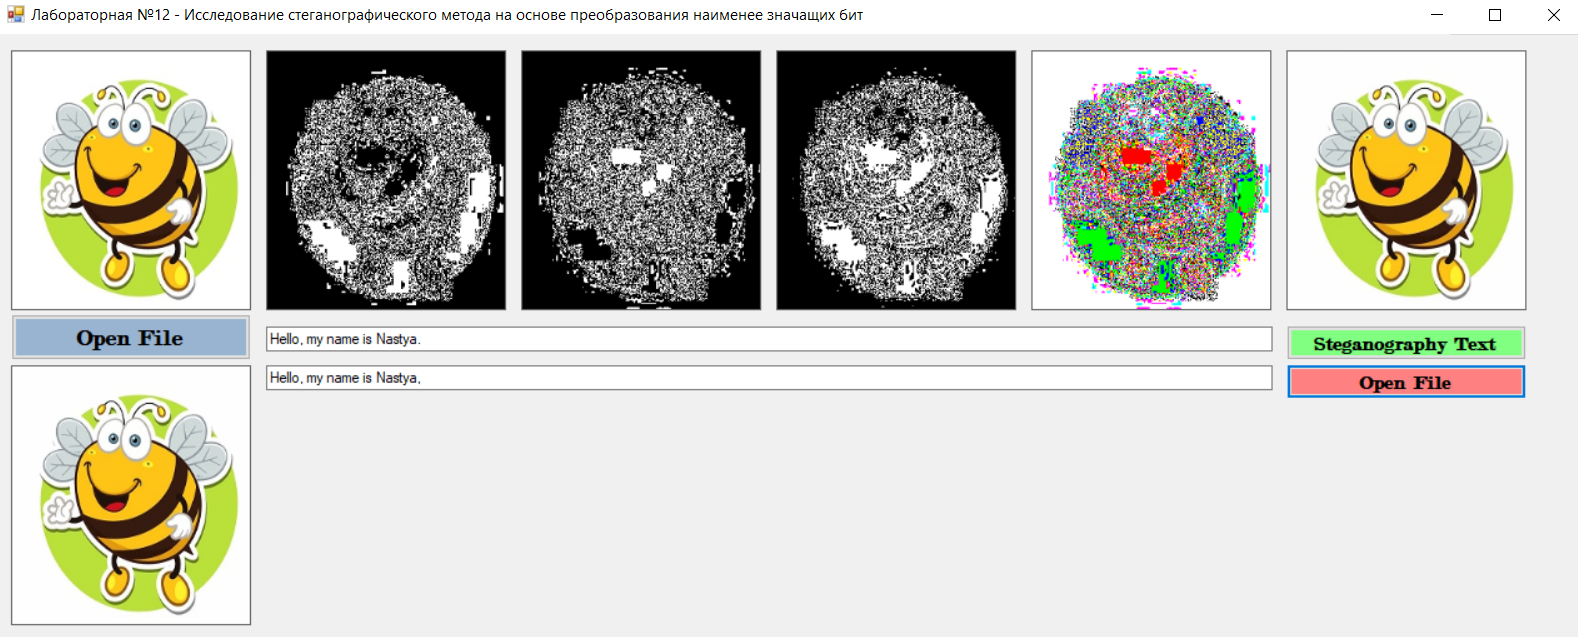 Лабораторная №12 - Исследование стеганографического метода на основе преобразования наименее значащих бит
Open File
Hello, my name is Nastya.
Steganography Text
Hello, my name is Nastya,
Open File